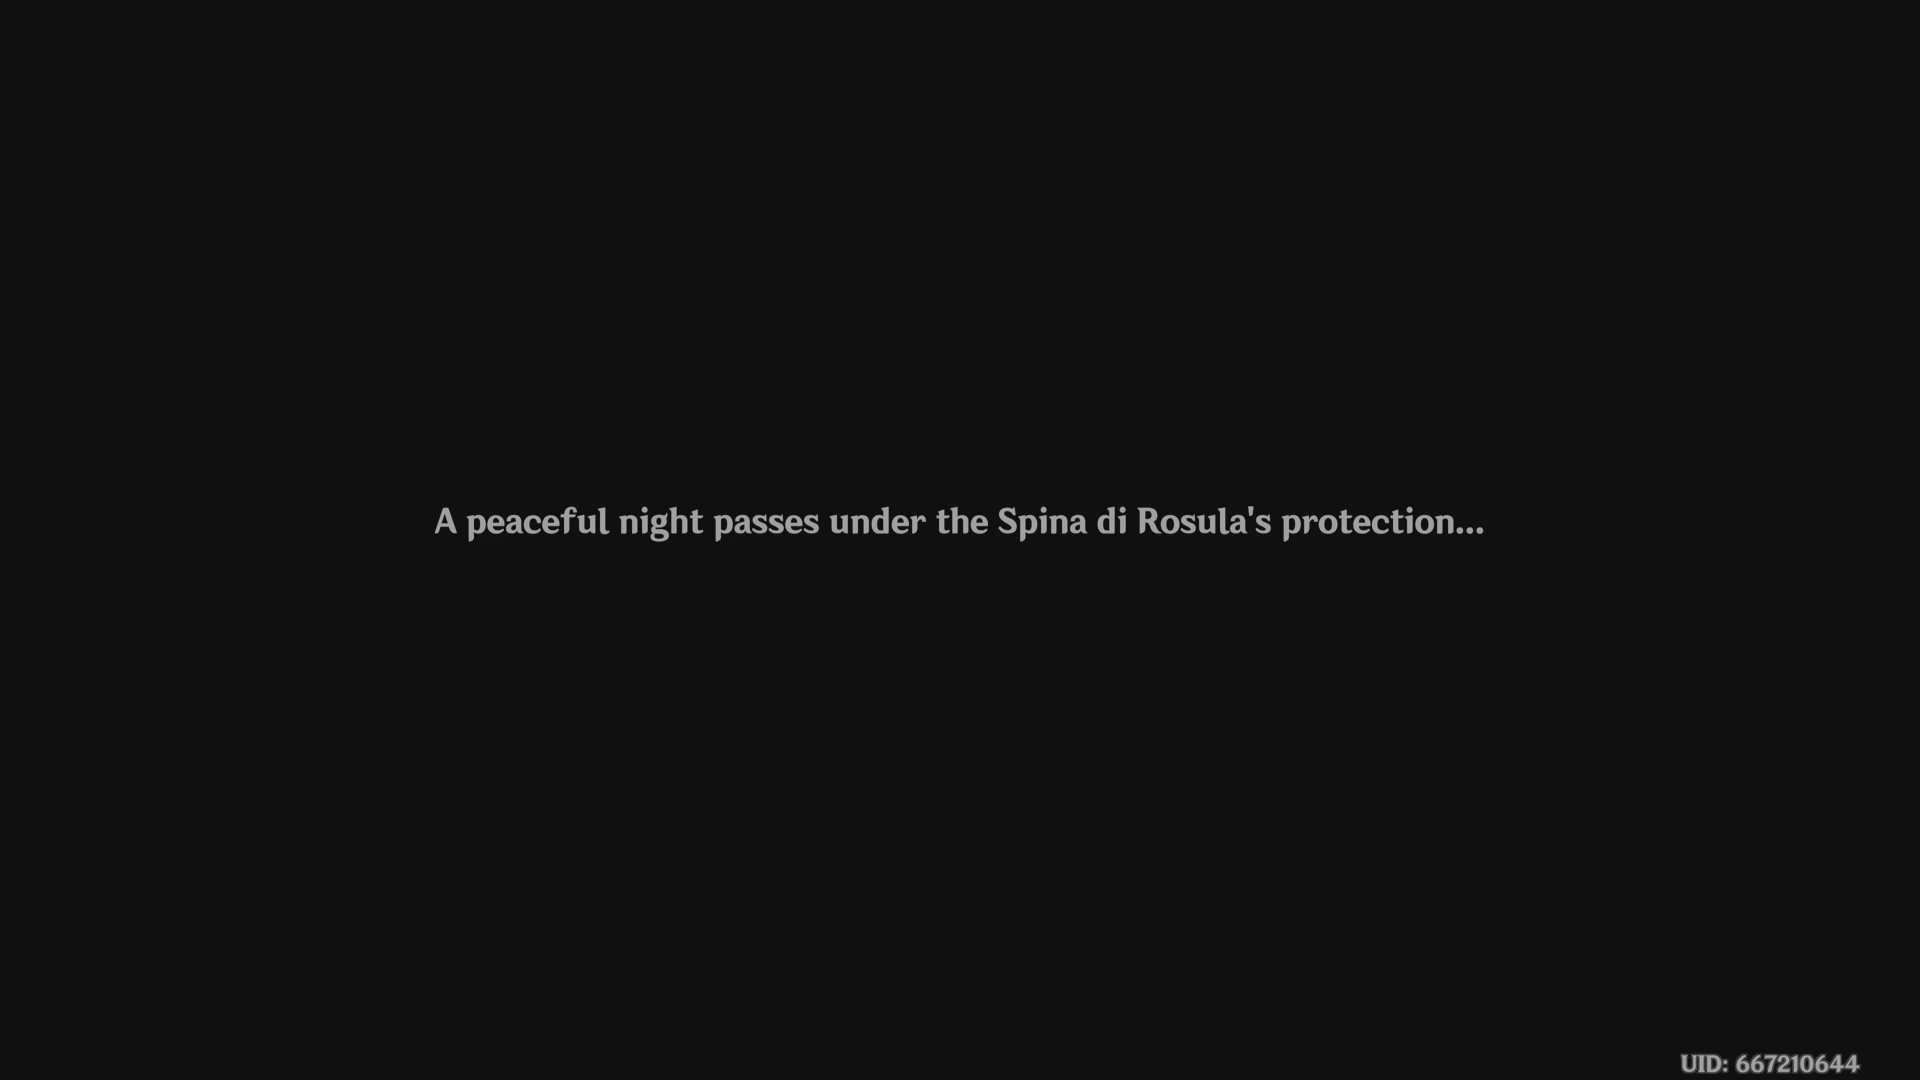 A peaceful night passes under the Spina di Rosula's protection...
UID: 667210644